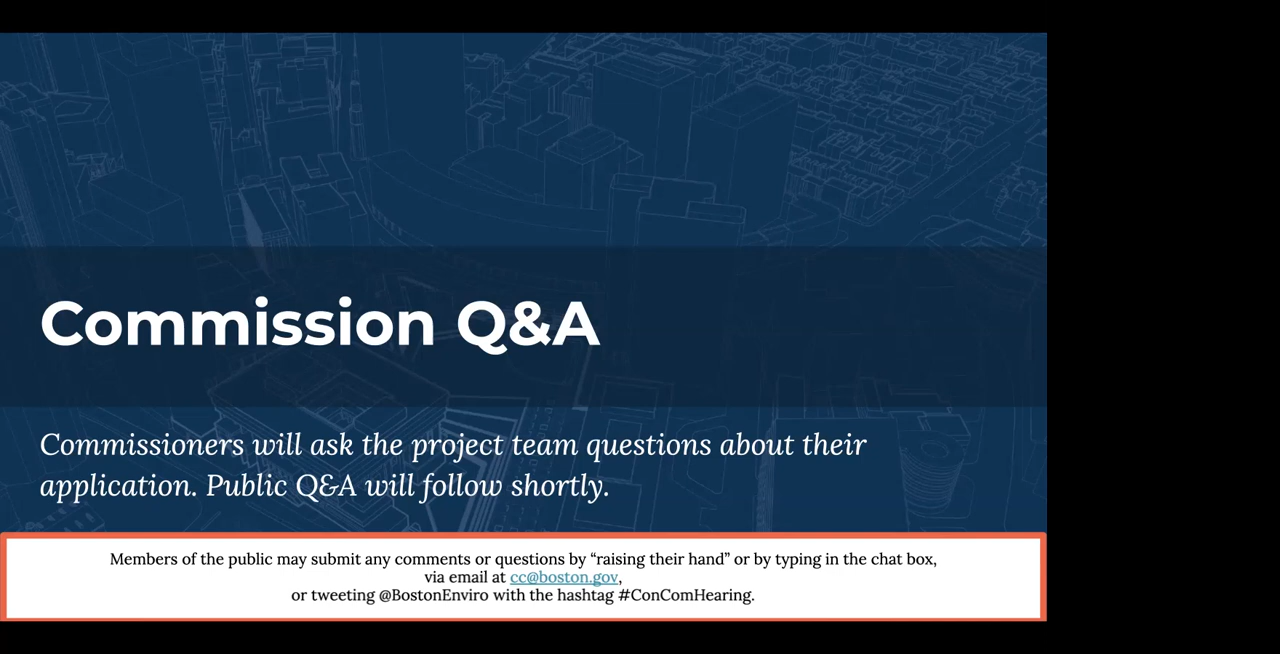 Commission Q&A
Commissioners will ask the project team questions about their
application. Public Q&A will follow shortly.
Members of the public may submit any comments or questions by “raising their hand” or by typing in the chat box,
via email at cc@boston.gov,
or tweeting @BostonEnviro with the hashtag #ConComHearing.